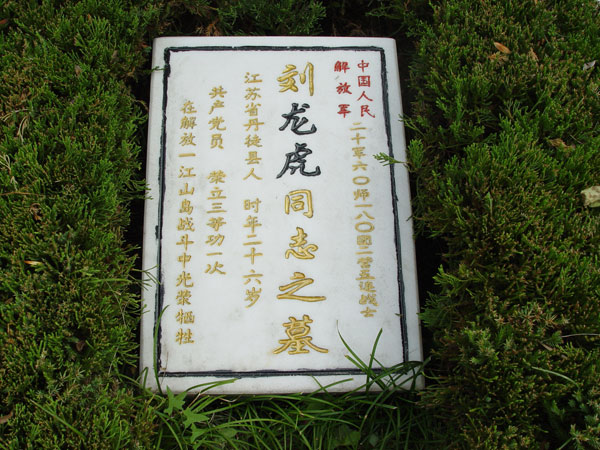 中国人民
解放军
二十军六〇师一八〇团二营五连战士
刘龙虎同志之墓
江苏省丹徒县人 时年二十六岁
共产党员 荣立三等功一次
在解放一江山岛战斗中光荣牺牲